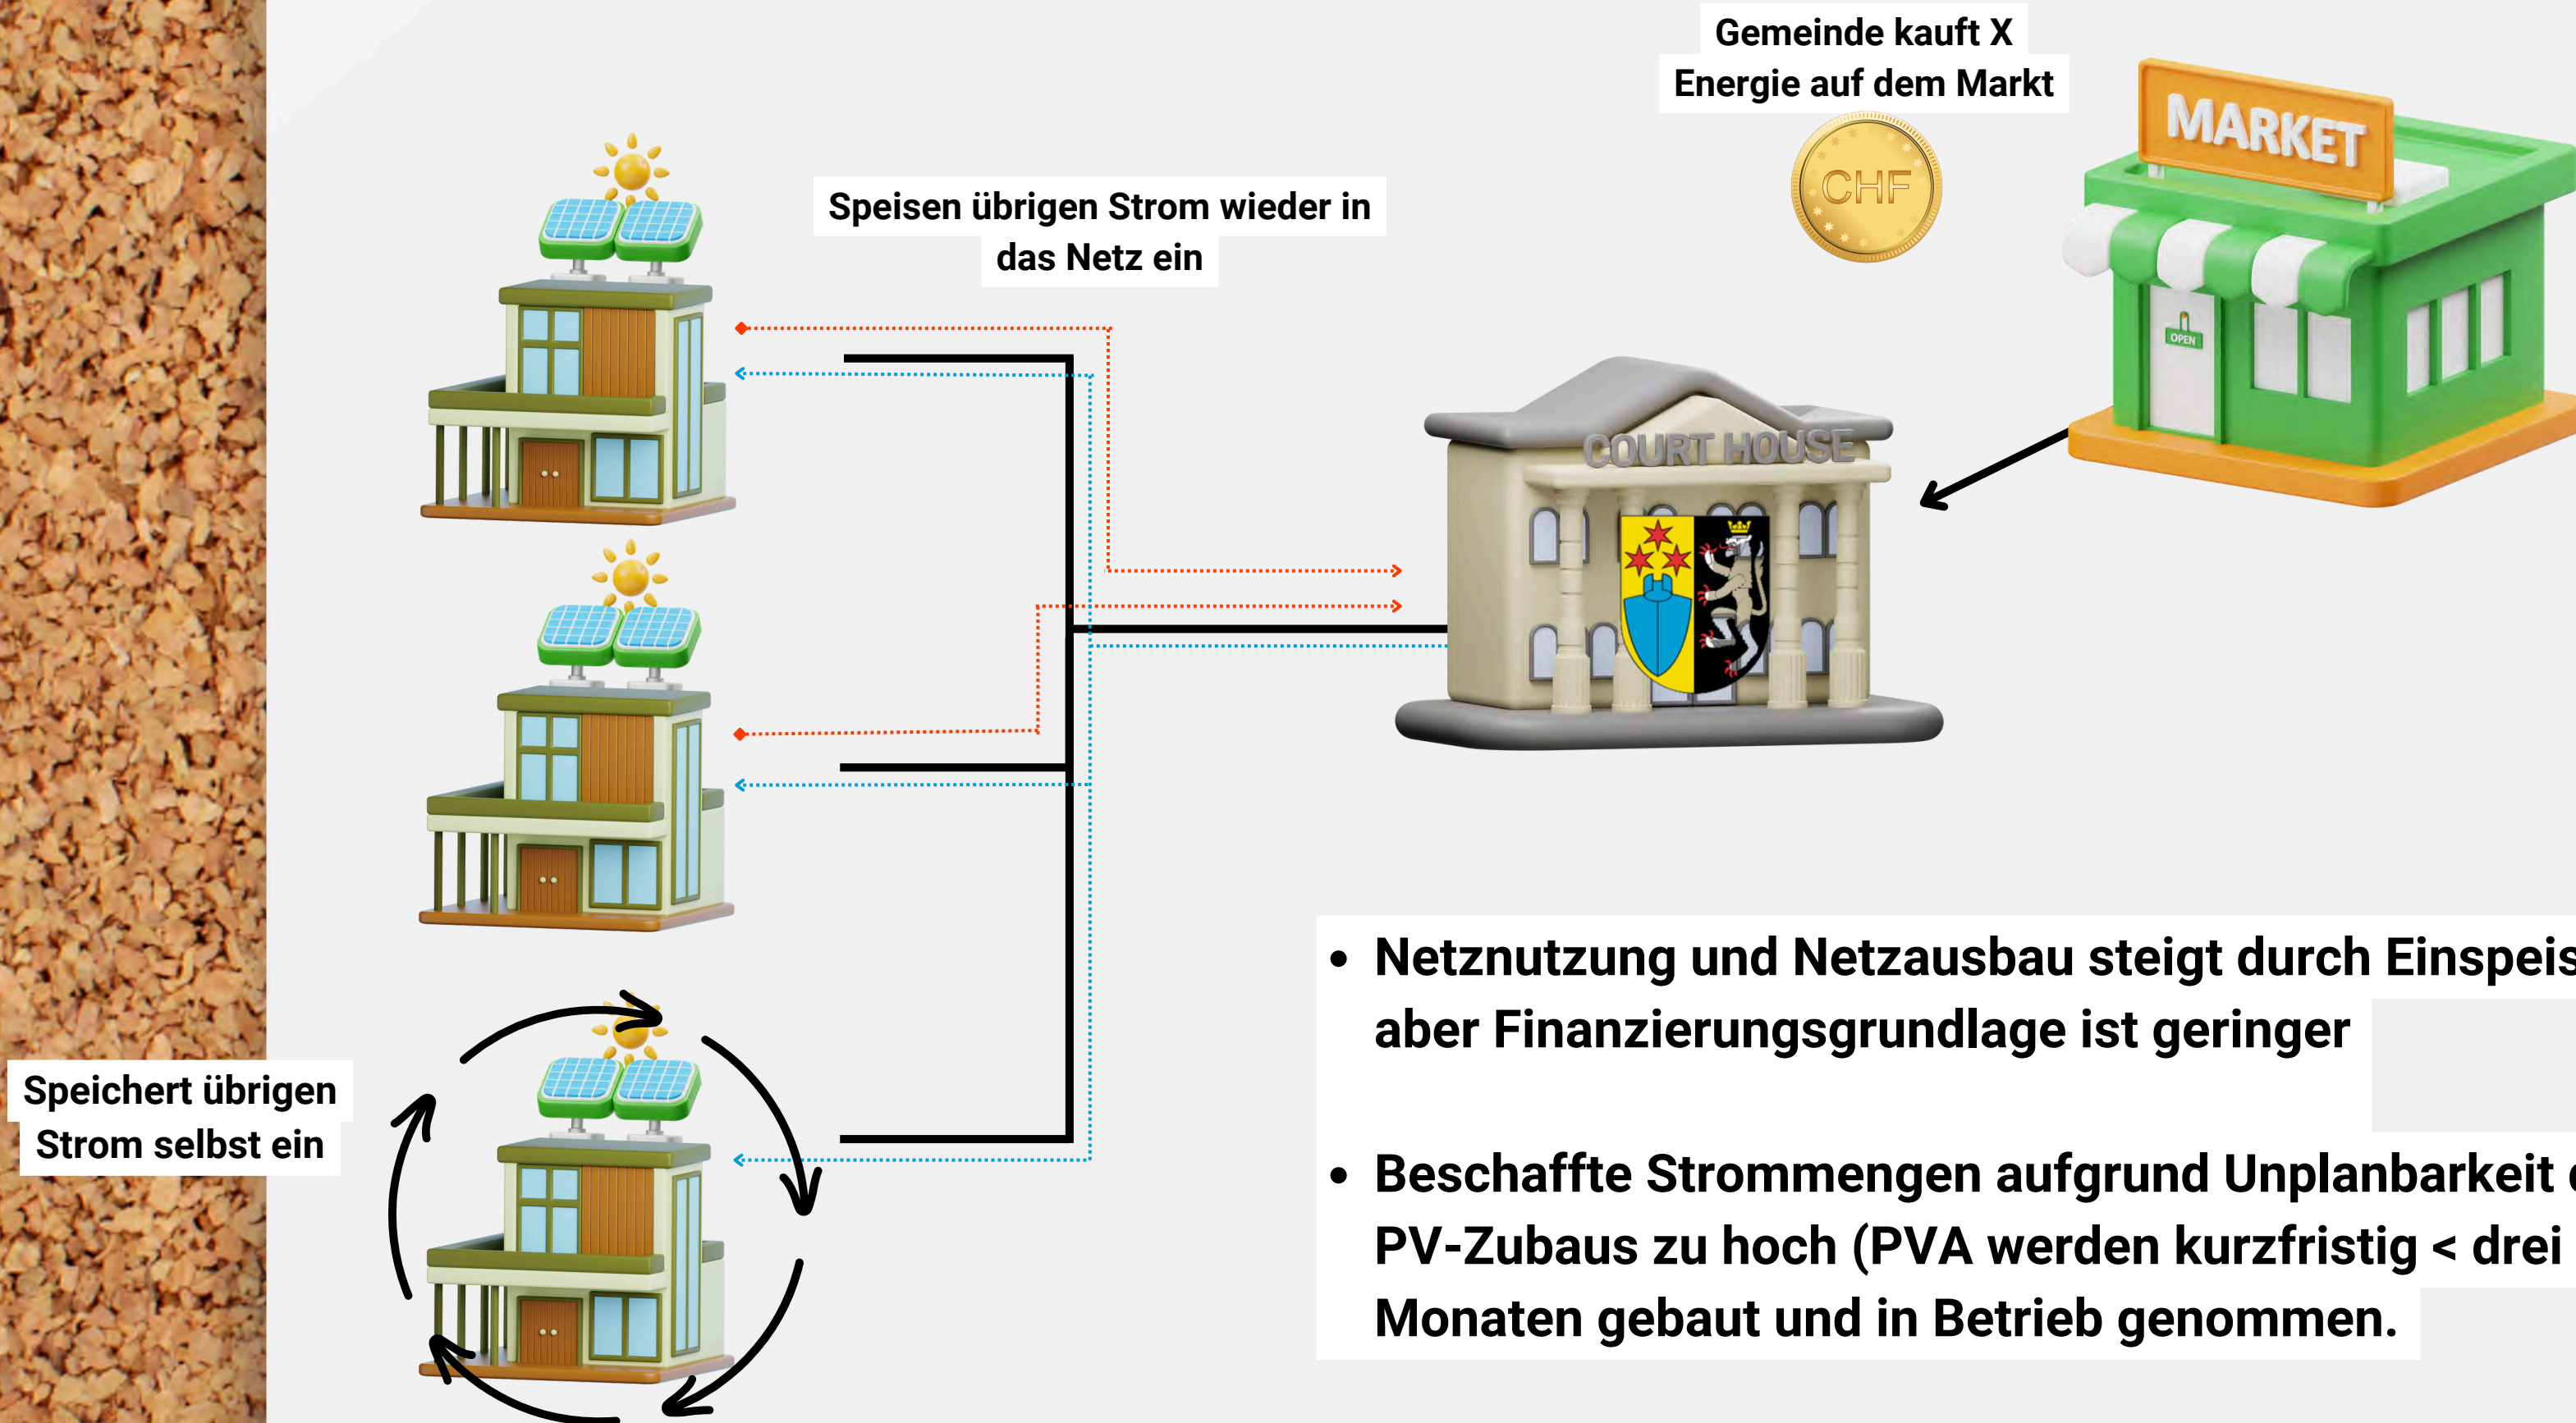 Gemeinde kauft X
Energie auf dem Markt
MARKET
CHF
Speisen übrigen Strom wieder in
das Netz ein
OPEN
COURT HOUSE
Netznutzung und Netzausbau steigt durch
aber Finanzierungsgrundlage ist geringer
Speichert übrigen
Strom selbst ein
Beschaffte Strommengen aufgrund Unplanbarkeit
PV-Zubaus zu hoch (PVA werden kurzfristig < drei
Monaten gebaut und in Betrieb genommen.